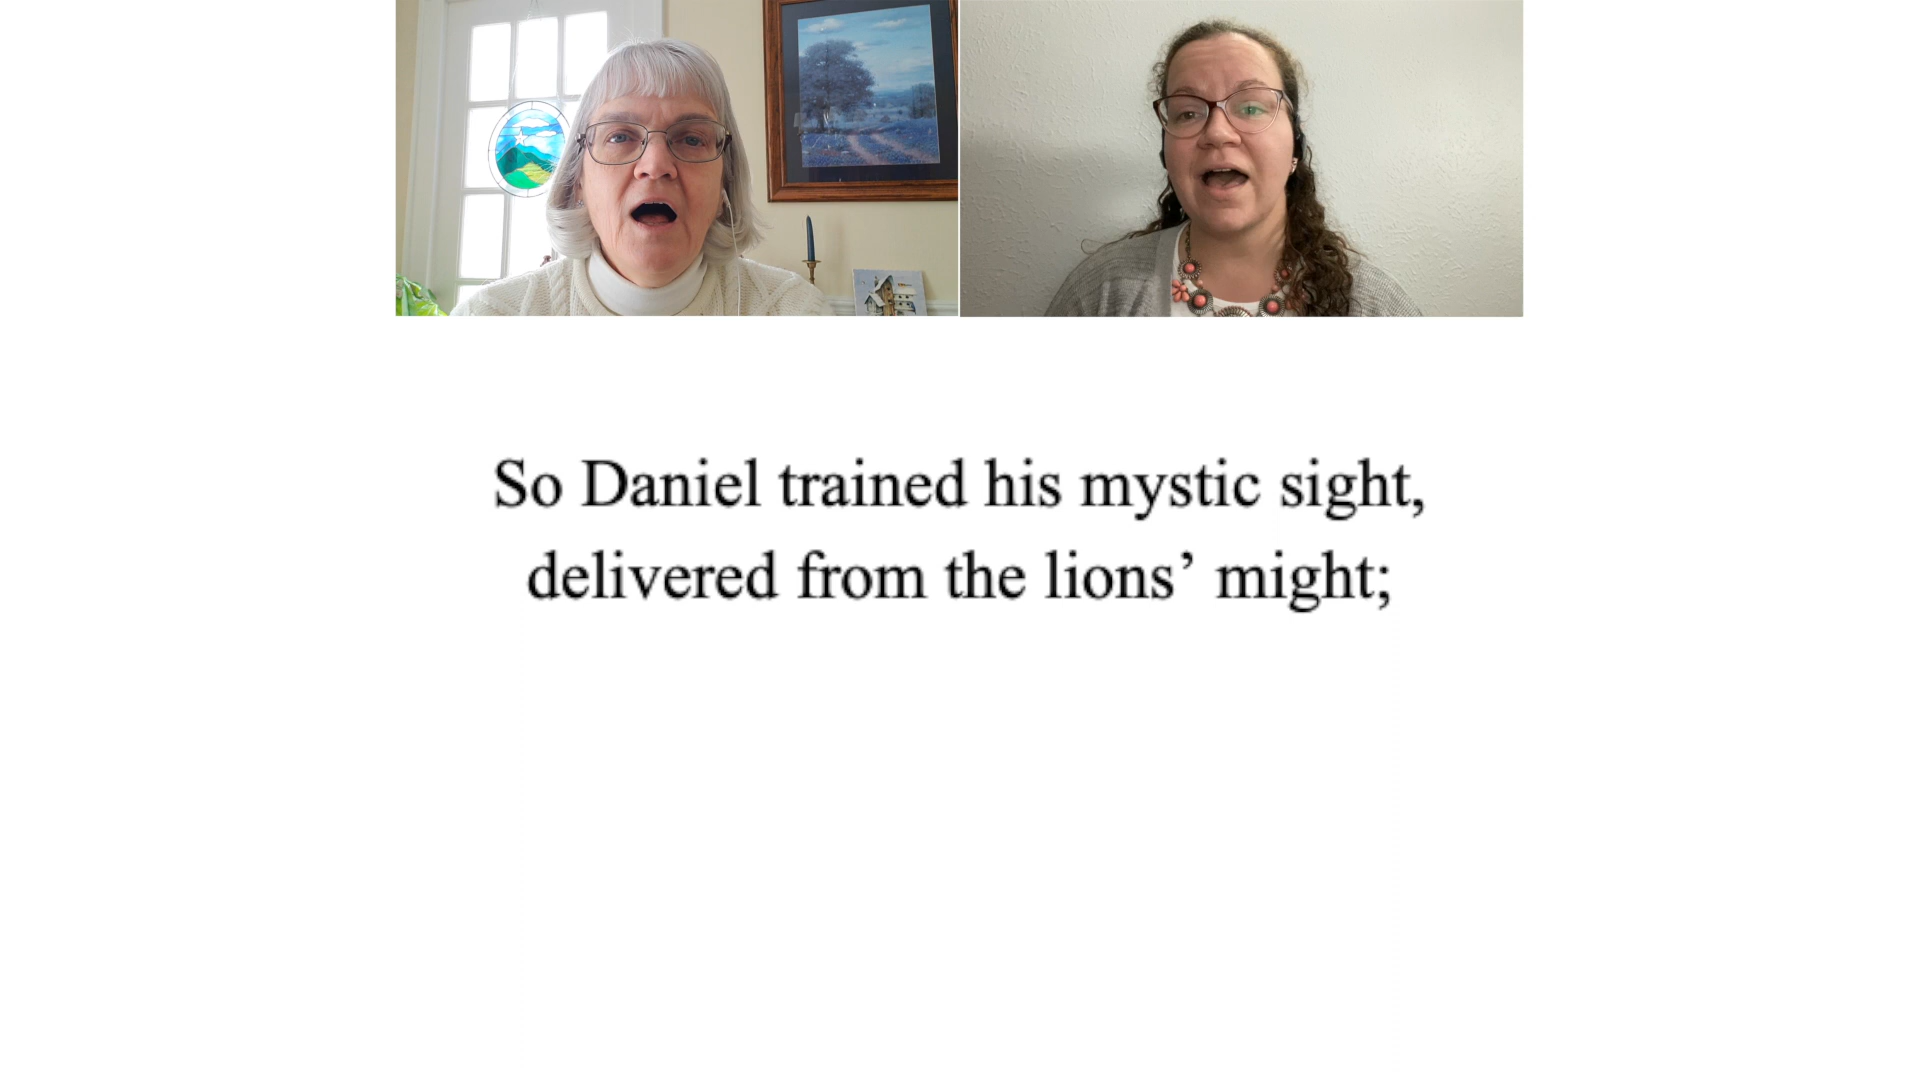 So Daniel trained his mystic sight,
delivered from the lions’ might;